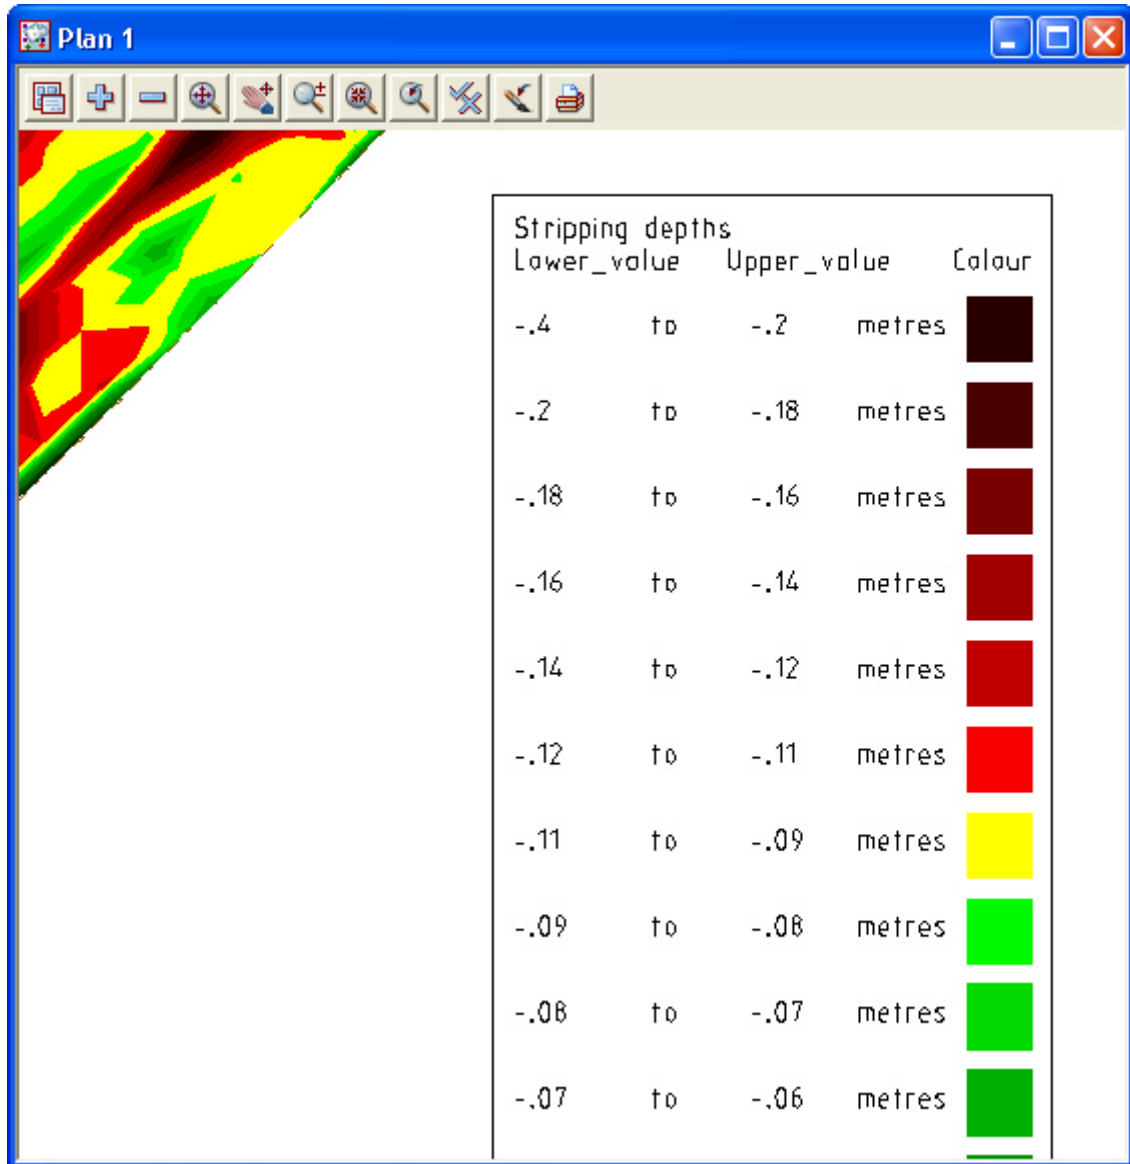 Plan 1
Stripping depths
Lower_value Upper_value Colour
-.4 to -.2 metres
-.2 to -.18 metres
-.18 to -.16 metres
-.16 to -.14 metres
-.14 to -.12 metres
-.12 to -.11 metres
-.11 to -.09 metres
-.09 to -.08 metres
-.08 to -.07 metres
-.07 to -.06 metres